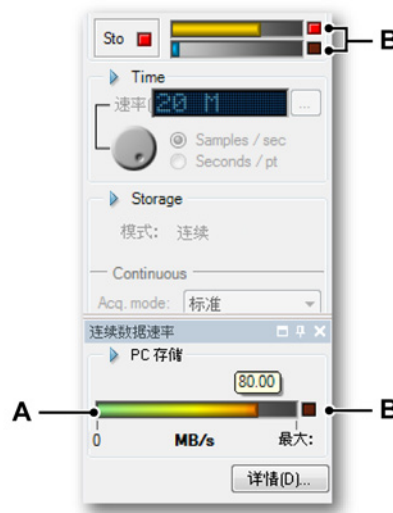 Sto
B
Time
速率(
20 M
...
Samples / sec
Seconds / pt
Storage
模式: 连续
Continuous
Acq. mode: 标准
连续数据速率
PC 存储
80.00
A
B
0 MB/s 最大:
详情(D)...